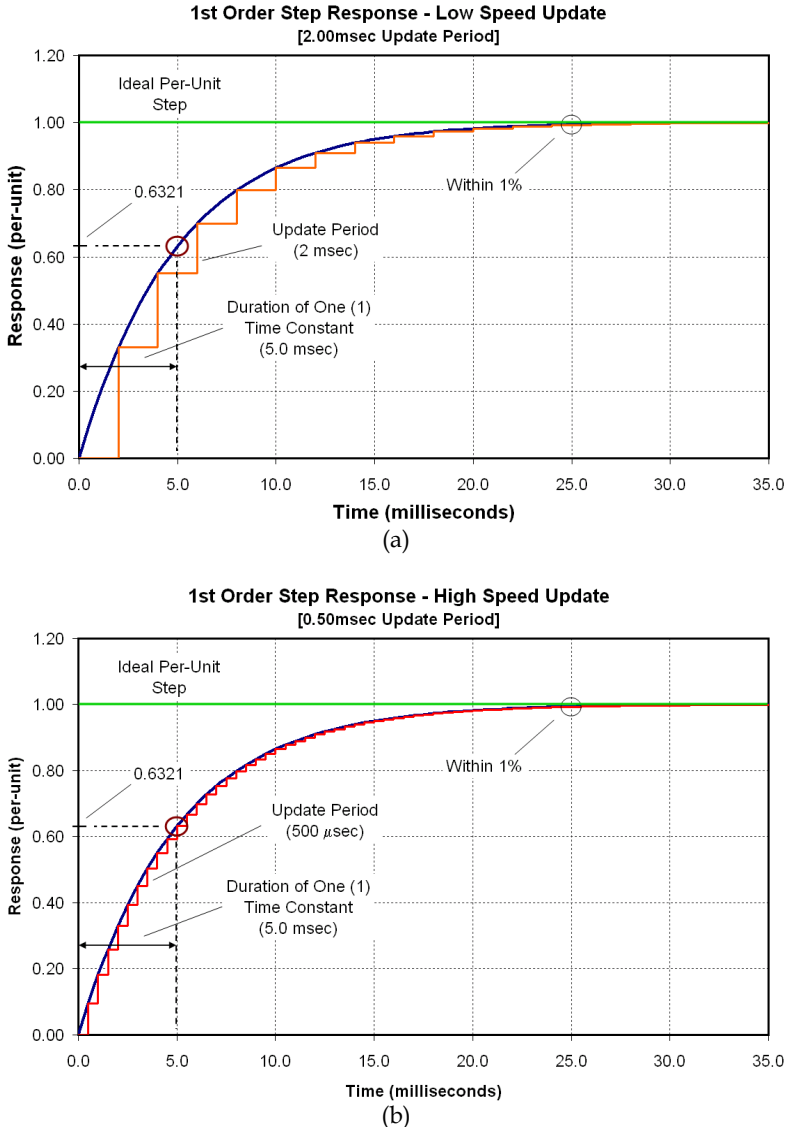 1st Order Step Response - Low Speed Update
[2.00msec Update Period]
1.20
1.00
0.80
0.60
0.40
0.20
0.00
Response (per-unit)
Ideal Per-Unit
Step
0.6321
Within 1%
Update Period
(2 msec)
Duration of One (1)
Time Constant
(5.0 msec)
0.0 5.0 10.0 15.0 20.0 25.0 30.0 35.0
Time (milliseconds)
(a)
1st Order Step Response - High Speed Update
[0.50msec Update Period]
1.20
1.00
0.80
0.60
0.40
0.20
0.00
Response (per-unit)
Ideal Per-Unit
Step
0.6321
Within 1%
Update Period
(500 μsec)
Duration of One (1)
Time Constant
(5.0 msec)
0.0 5.0 10.0 15.0 20.0 25.0 30.0 35.0
Time (milliseconds)
(b)